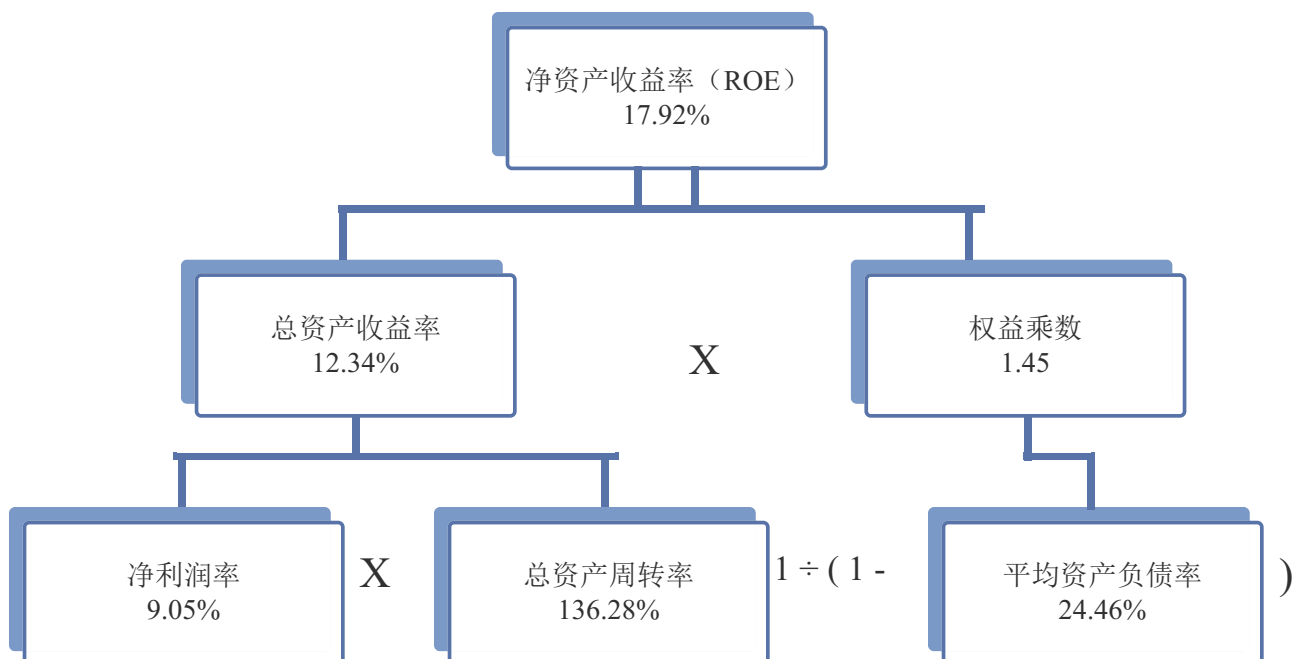 净资产收益率（ROE）
17.92%
总资产收益率
12.34%
X
权益乘数
1.45
净利润率
9.05%
X
总资产周转率
136.28%
1 ÷ ( 1 -
平均资产负债率
24.46%
)